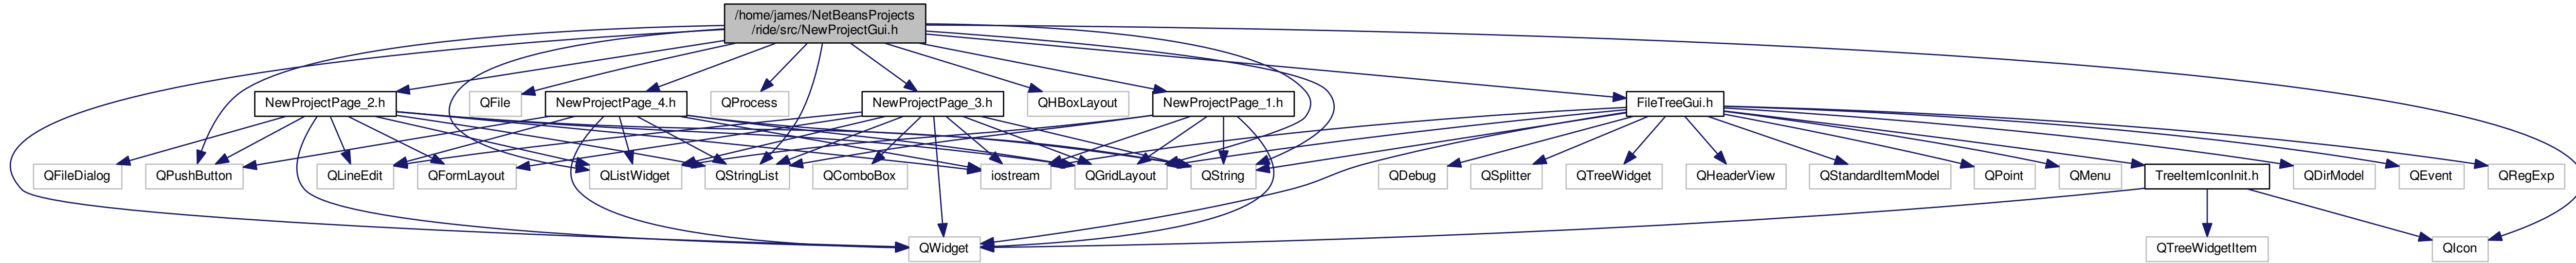 /home/james/NetBeansProjects
/ride/src/NewProjectGui.h
NewProjectPage_2.h
QFile
NewProjectPage_4.h
QProcess
NewProjectPage_3.h
QHBoxLayout
NewProjectPage_1.h
FileTreeGui.h
QFileDialog
QPushButton
QLineEdit
QFormLayout
QListWidget
QStringList
QComboBox
iostream
QGridLayout
QString
QDebug
QSplitter
QTreeWidget
QHeaderView
QStandardItemModel
QPoint
QMenu
TreeItemIconInit.h
QDirModel
QEvent
QRegExp
QWidget
QTreeWidgetItem
QIcon